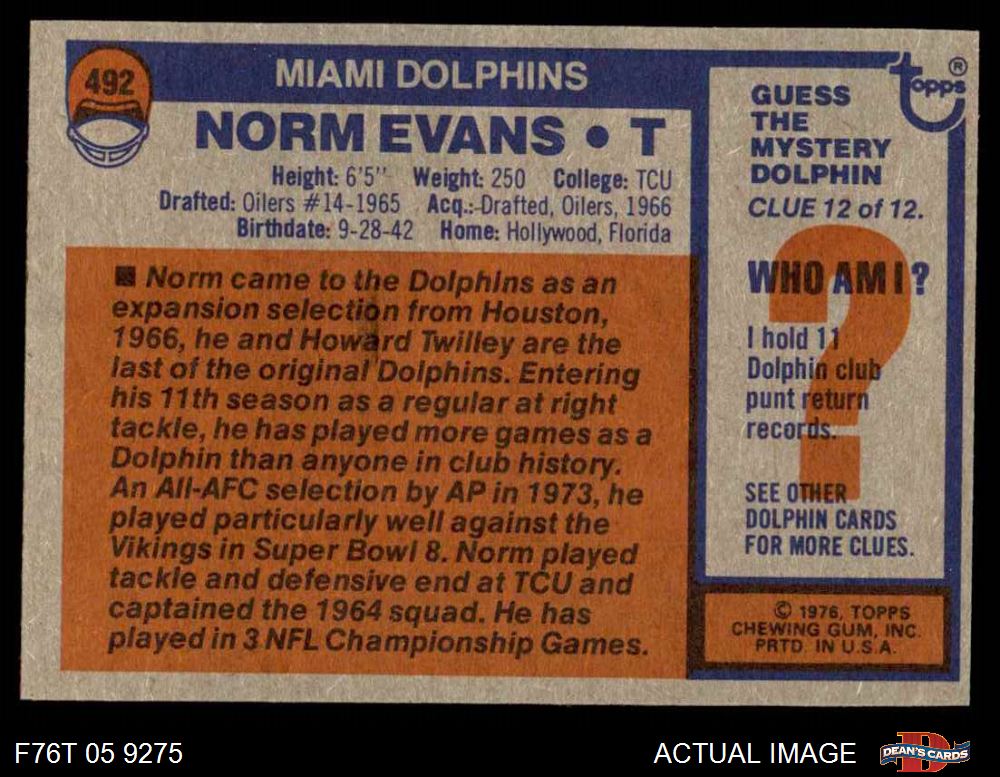 492
MIAMI DOLPHINS
NORM EVANS • T
Height: 6'5" Weight: 250 College: TCU
Drafted: Oilers #14-1965 Acq.: Drafted, Oilers, 1966
Birthdate: 9-28-42 Home: Hollywood, Florida
■ Norm came to the Dolphins as an
expansion selection from Houston,
1966, he and Howard Twilley are the
last of the original Dolphins. Entering
his 11th season as a regular at right
tackle, he has played more games as a
Dolphin than anyone in club history.
An All-AFC selection by AP in 1973, he
played particularly well against the
Vikings in Super Bowl 8. Norm played
tackle and defensive end at TCU and
captained the 1964 squad. He has
played in 3 NFL Championship Games.
topps®
GUESS
THE
MYSTERY
DOLPHIN
CLUE 12 of 12.
WHO AM I?
?
I hold 11
Dolphin club
punt return
records.
SEE OTHER
DOLPHIN CARDS
FOR MORE CLUES.
© 1976, TOPPS
CHEWING GUM, INC.
PRTD. IN U.S.A.
F76T 05 9275
ACTUAL IMAGE
D
DEAN'S CARDS